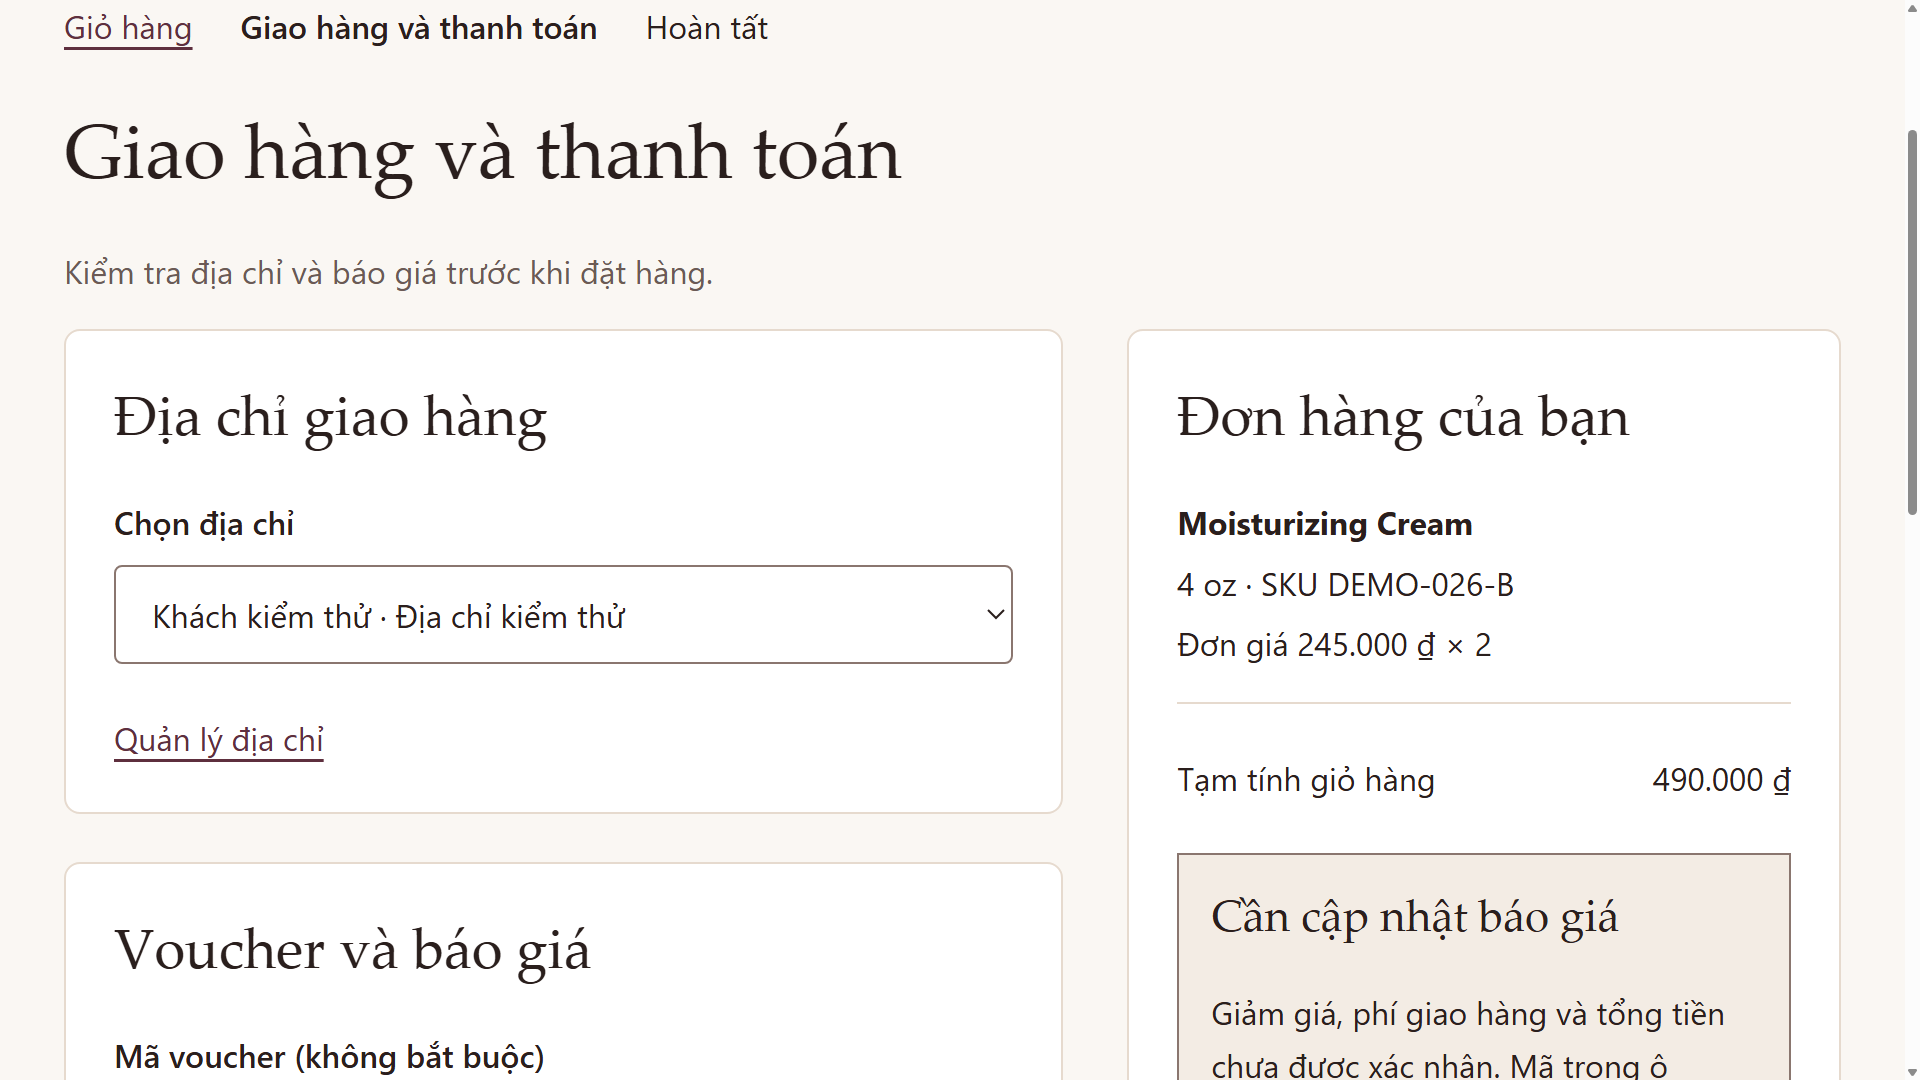 Giỏ hàng Giao hàng và thanh toán Hoàn tất
Giao hàng và thanh toán
Kiểm tra địa chỉ và báo giá trước khi đặt hàng.
Địa chỉ giao hàng
Chọn địa chỉ
Khách kiểm thử · Địa chỉ kiểm thử
Quản lý địa chỉ
Voucher và báo giá
Mã voucher (không bắt buộc)
Đơn hàng của bạn
Moisturizing Cream
4 oz · SKU DEMO-026-B
Đơn giá 245.000 ₫ × 2
Tạm tính giỏ hàng 490.000 ₫
Cần cập nhật báo giá
Giảm giá, phí giao hàng và tổng tiền
chưa được xác nhận. Mã trong ô